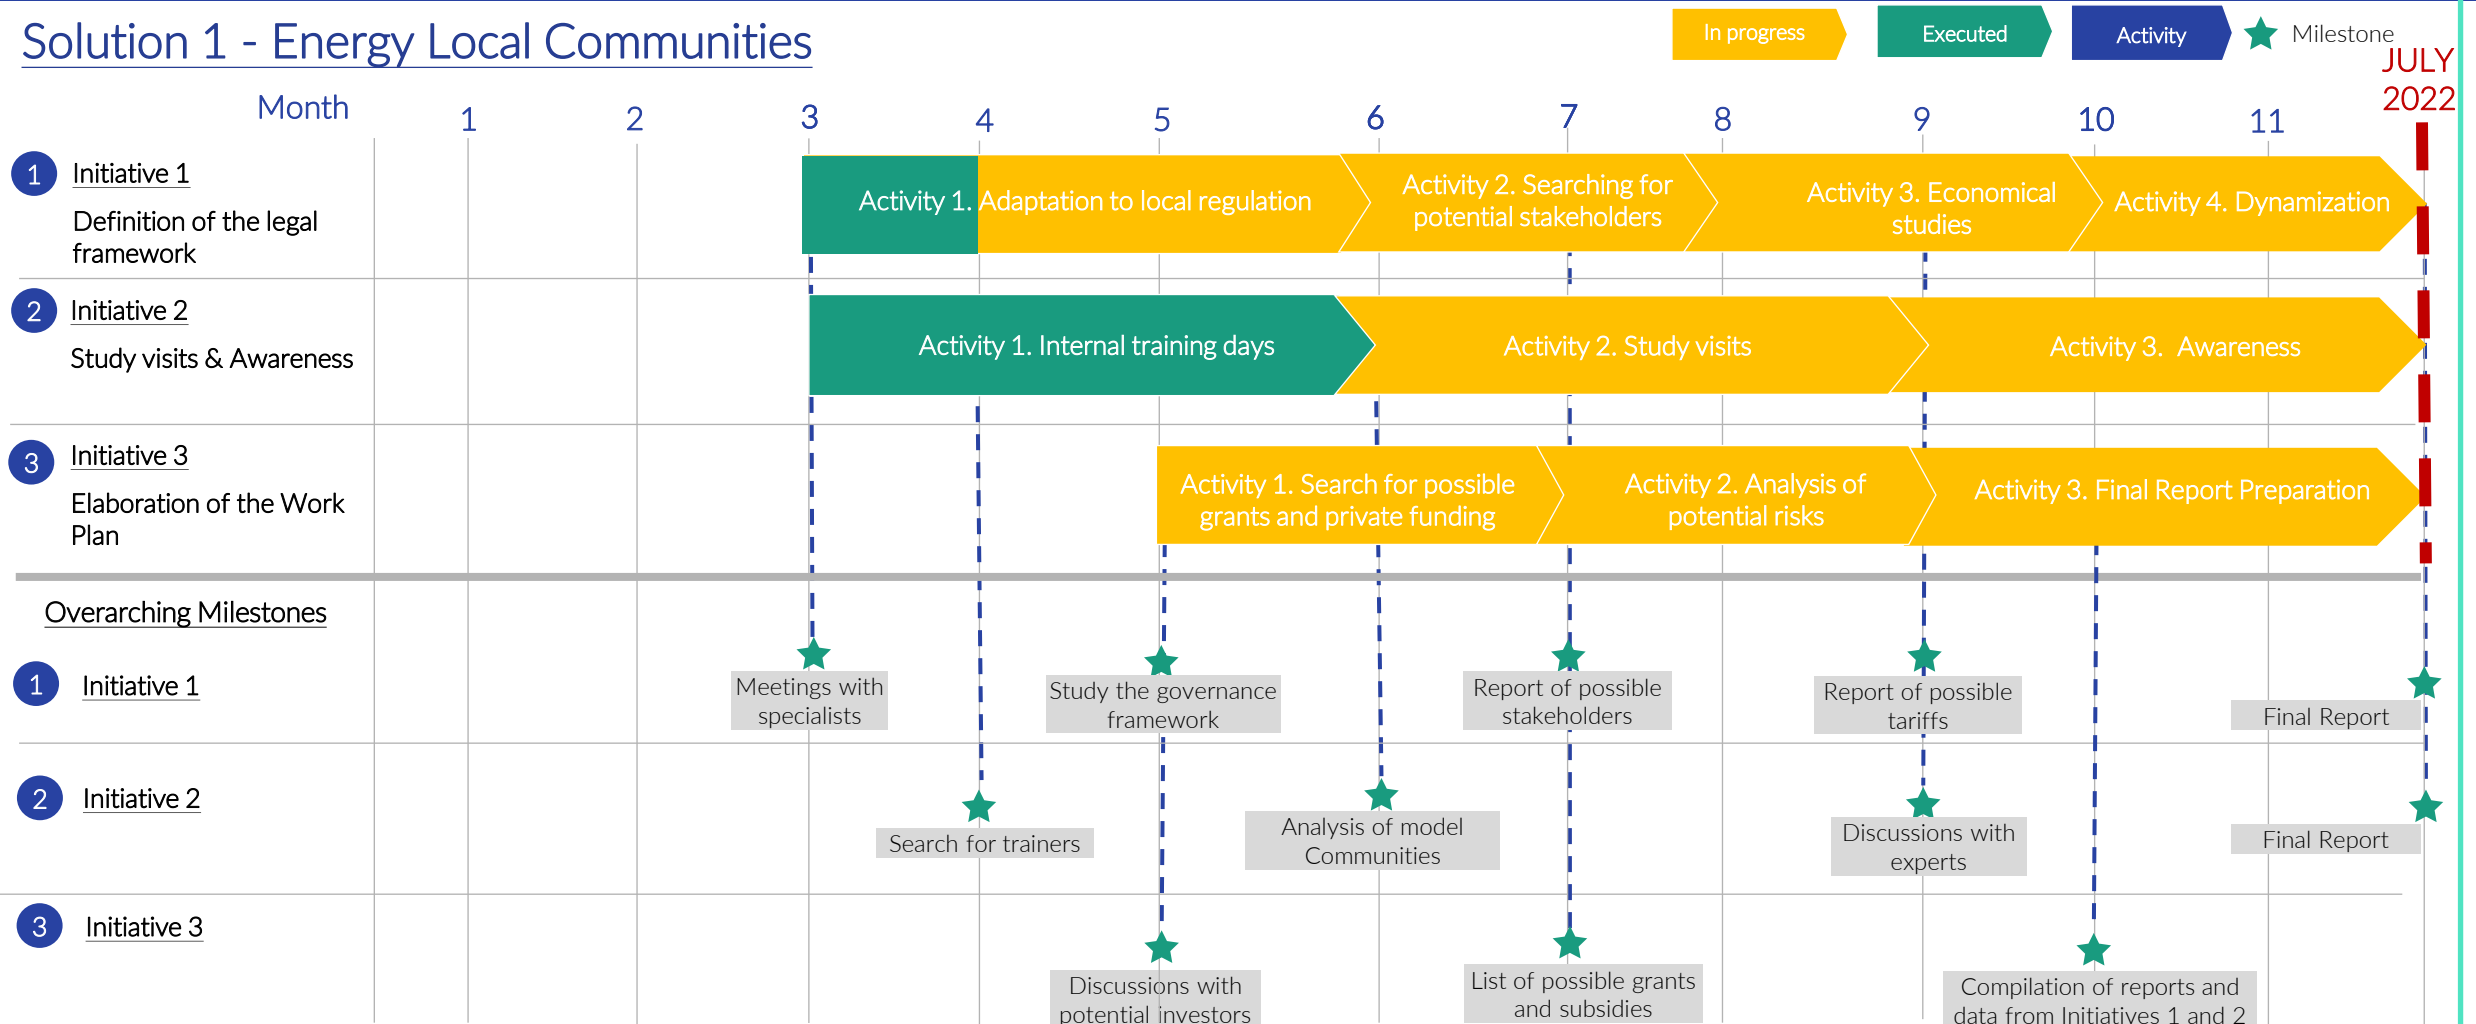 Solution 1 - Energy Local Communities
In progress
Executed
Activity
Milestone
JULY
2022
Month
1
2
3
4
5
6
7
8
9
10
11
1
Initiative 1
Definition of the legal
framework
Activity 1. Adaptation to local regulation
Activity 2. Searching for
potential stakeholders
Activity 3. Economical
studies
Activity 4. Dynamization
2
Initiative 2
Study visits & Awareness
Activity 1. Internal training days
Activity 2. Study visits
Activity 3.  Awareness
3
Initiative 3
Elaboration of the Work
Plan
Activity 1. Search for possible
grants and private funding
Activity 2. Analysis of
potential risks
Activity 3. Final Report Preparation
Overarching Milestones
1
Initiative 1
Meetings with
specialists
Study the governance
framework
Report of possible
stakeholders
Report of possible
tariffs
Final Report
2
Initiative 2
Search for trainers
Analysis of model
Communities
Discussions with
experts
Final Report
3
Initiative 3
Discussions with
potential investors
List of possible grants
and subsidies
Compilation of reports and
data from Initiatives 1 and 2